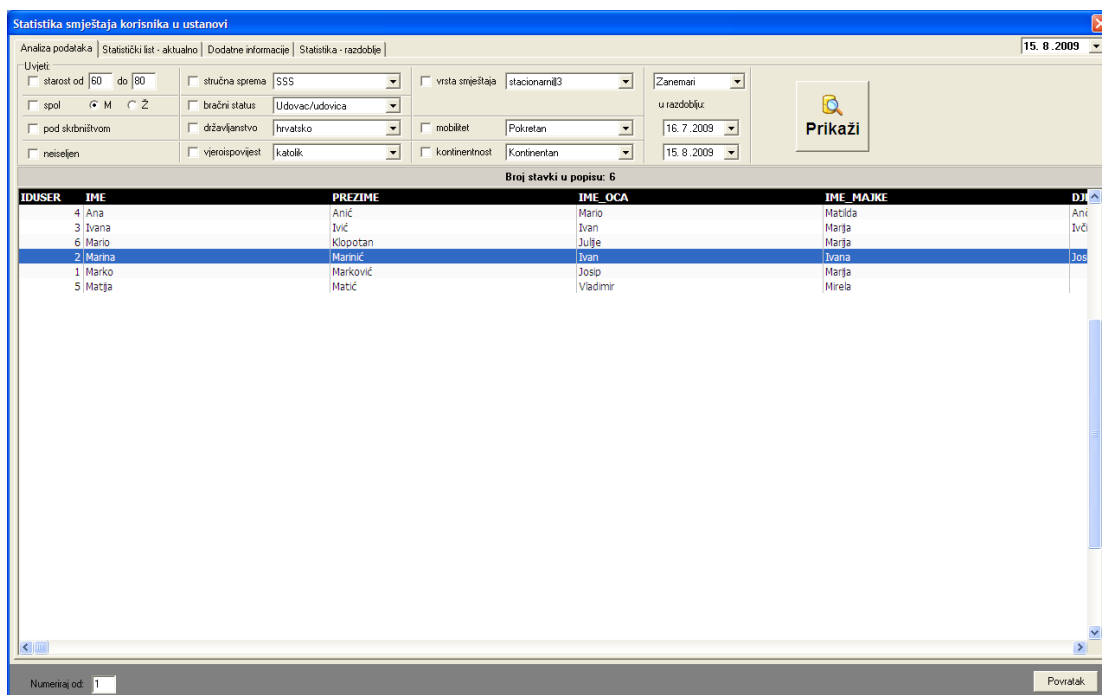 Statistika smještaja korisnika u ustanovi
Analiza podataka Statistički list - aktualno Dodatne informacije Statistika - razdoblje 15. 8 .2009
Uvjeti:
starost od 60 do 80 stručna sprema SSS vrsta smještaja stacionarni|3 Zanemari
spol M Ž bračni status Udovac/udovica u razdoblju:
pod skrbništvom državljanstvo hrvatsko mobilitet Pokretan 16. 7 .2009 Prikaži
neiseljen vjeroispovijest katolik kontinentnost Kontinentan 15. 8 .2009
Broj stavki u popisu: 6
IDUSER IME PREZIME IME_OCA IME_MAJKE
4 Ana Anić Mario Matilda
3 Ivana Ivić Ivan Marija Ivči
6 Mario Klopotan Julije Marija
2 Marina Marinić Ivan Ivana Jos
1 Marko Marković Josip Marija
5 Matija Matić Vladimir Mirela
Numeriraj od: 1 Povratak